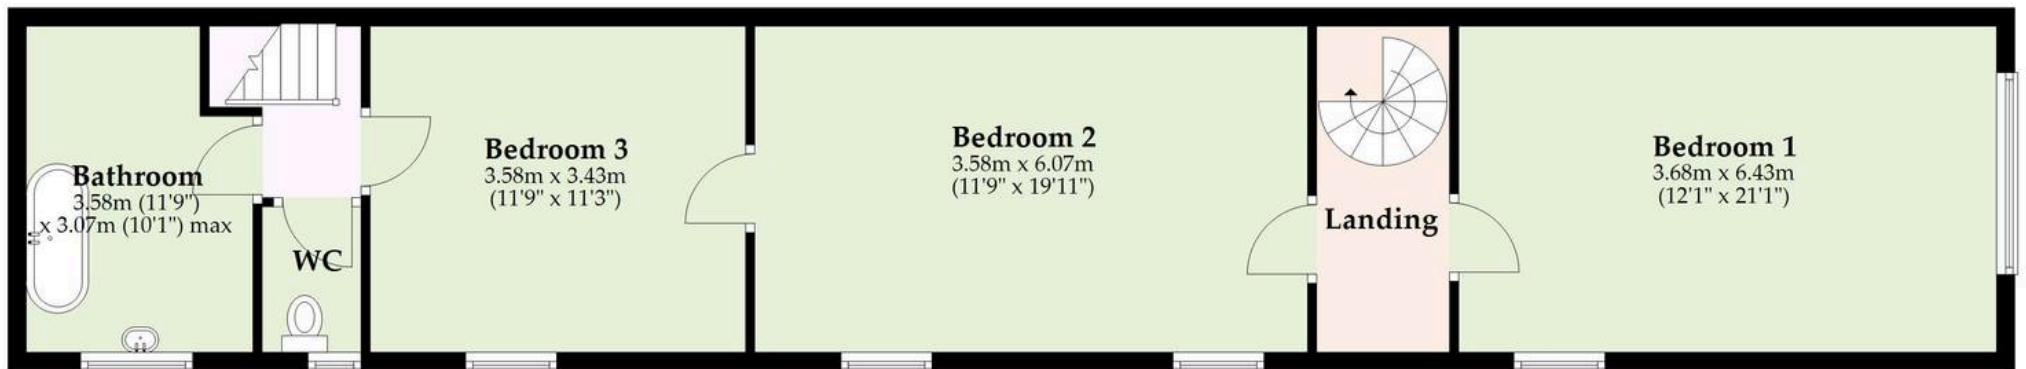 Bathroom
3.58m (11'9")
x 3.07m (10'1") max
WC
Bedroom 3
3.58m x 3.43m
(11'9" x 11'3")
Bedroom 2
3.58m x 6.07m
(11'9" x 19'11")
Landing
Bedroom 1
3.68m x 6.43m
(12'1" x 21'1")